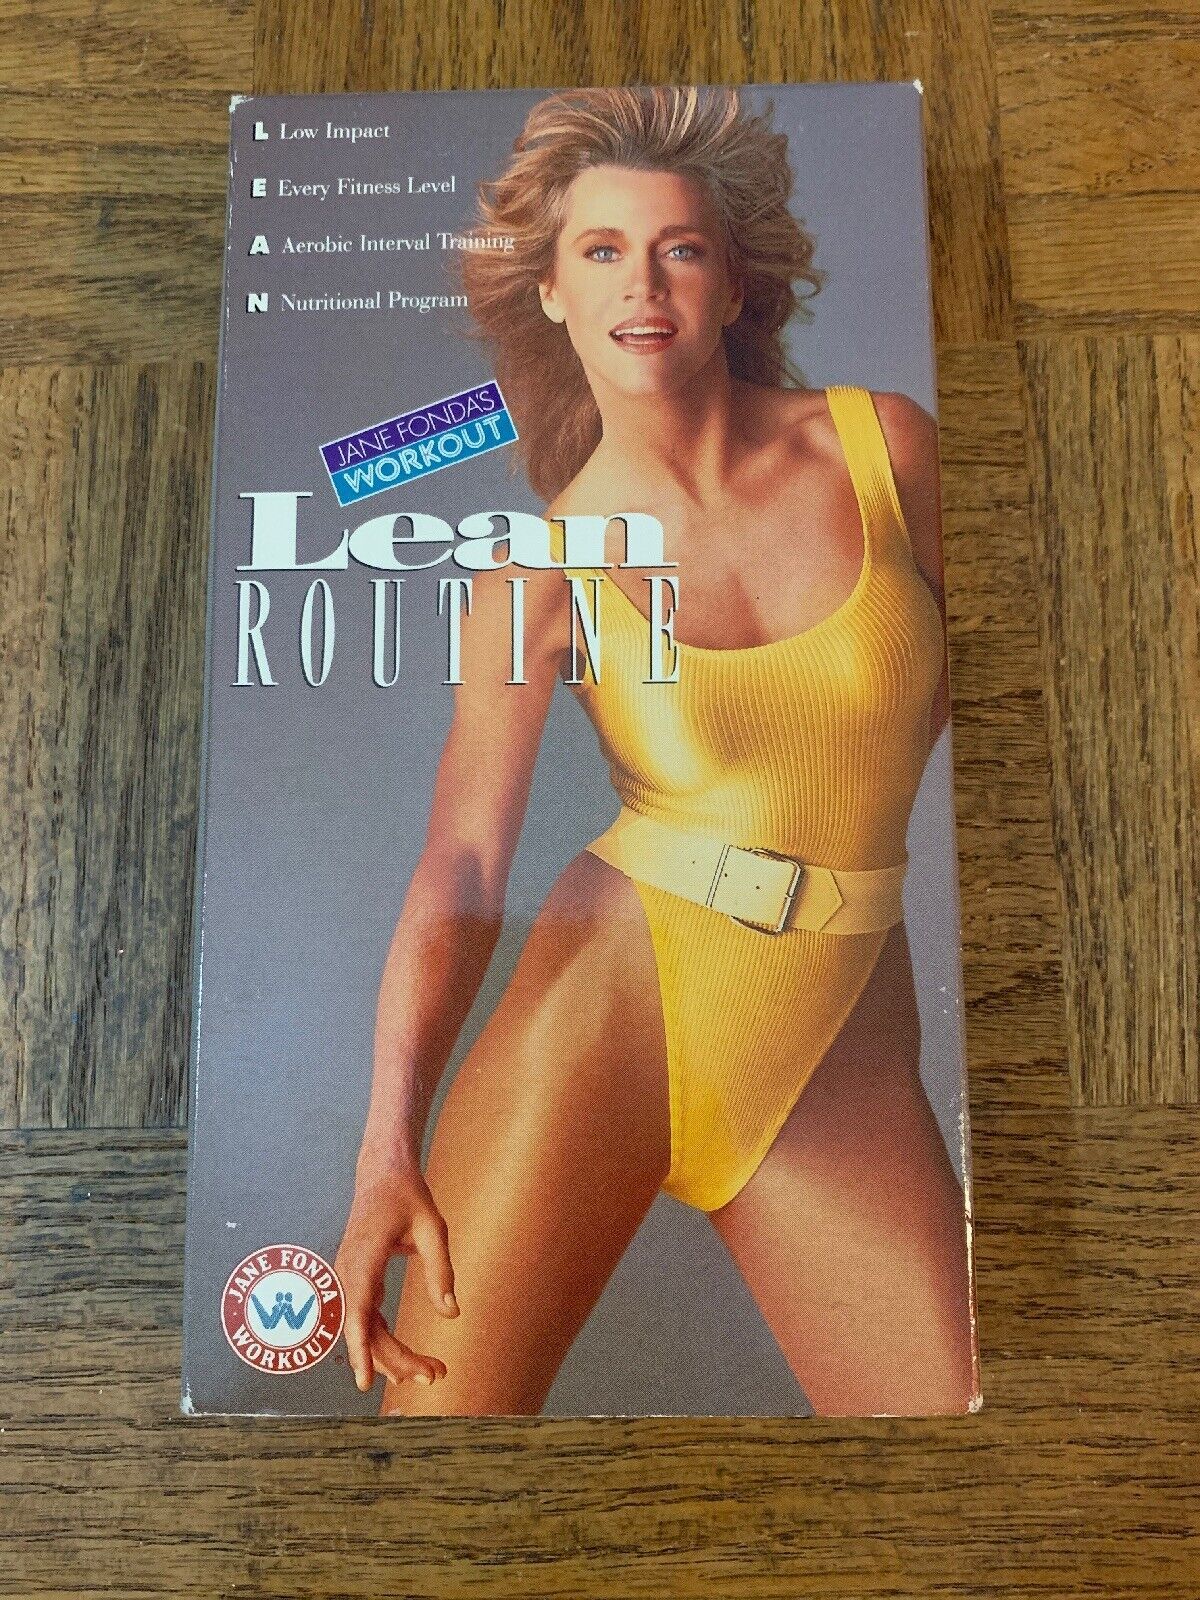 L Low Impact
E Every Fitness Level
A Aerobic Interval Training
N Nutritional Program
JANE FONDA'S
WORKOUT
Lean
ROUTINE
JANE FONDA
WORKOUT
®